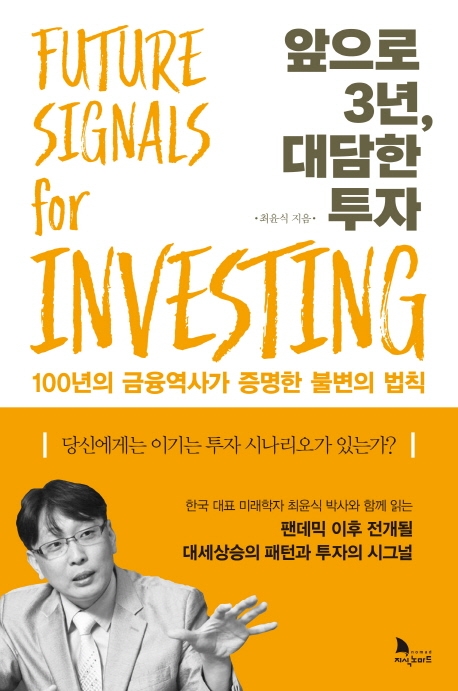 FUTURE
SIGNALS
for
INVESTING
앞으로
3년,
대담한
투자
• 최윤식 지음 •
100년의 금융역사가 증명한 불변의 법칙
당신에게는 이기는 투자 시나리오가 있는가?
한국 대표 미래학자 최윤식 박사와 함께 읽는
팬데믹 이후 전개될
대세상승의 패턴과 투자의 시그널
nomad
지식노마드